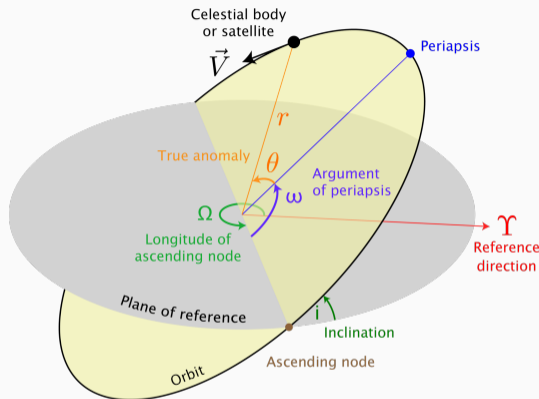 Celestial body
or satellite
V
Periapsis
r
True anomaly
θ
Argument
of periapsis
ω
Ω
Longitude of
ascending node
ϒ
Reference
direction
Plane of reference
i
Inclination
Ascending node
Orbit